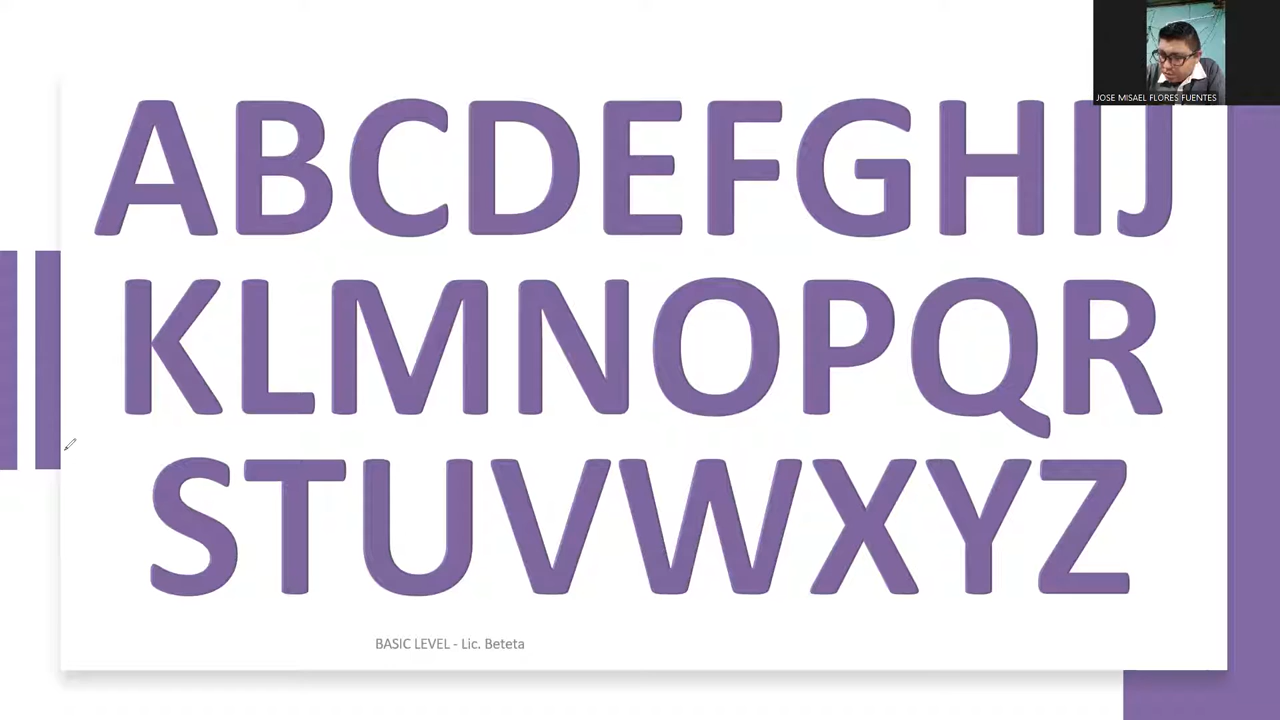 JOSE MISAEL FLORES FUENTES
ABCDEFGHIJ
KLMNOPQR
STUVWXYZ
BASIC LEVEL - Lic. Beteta